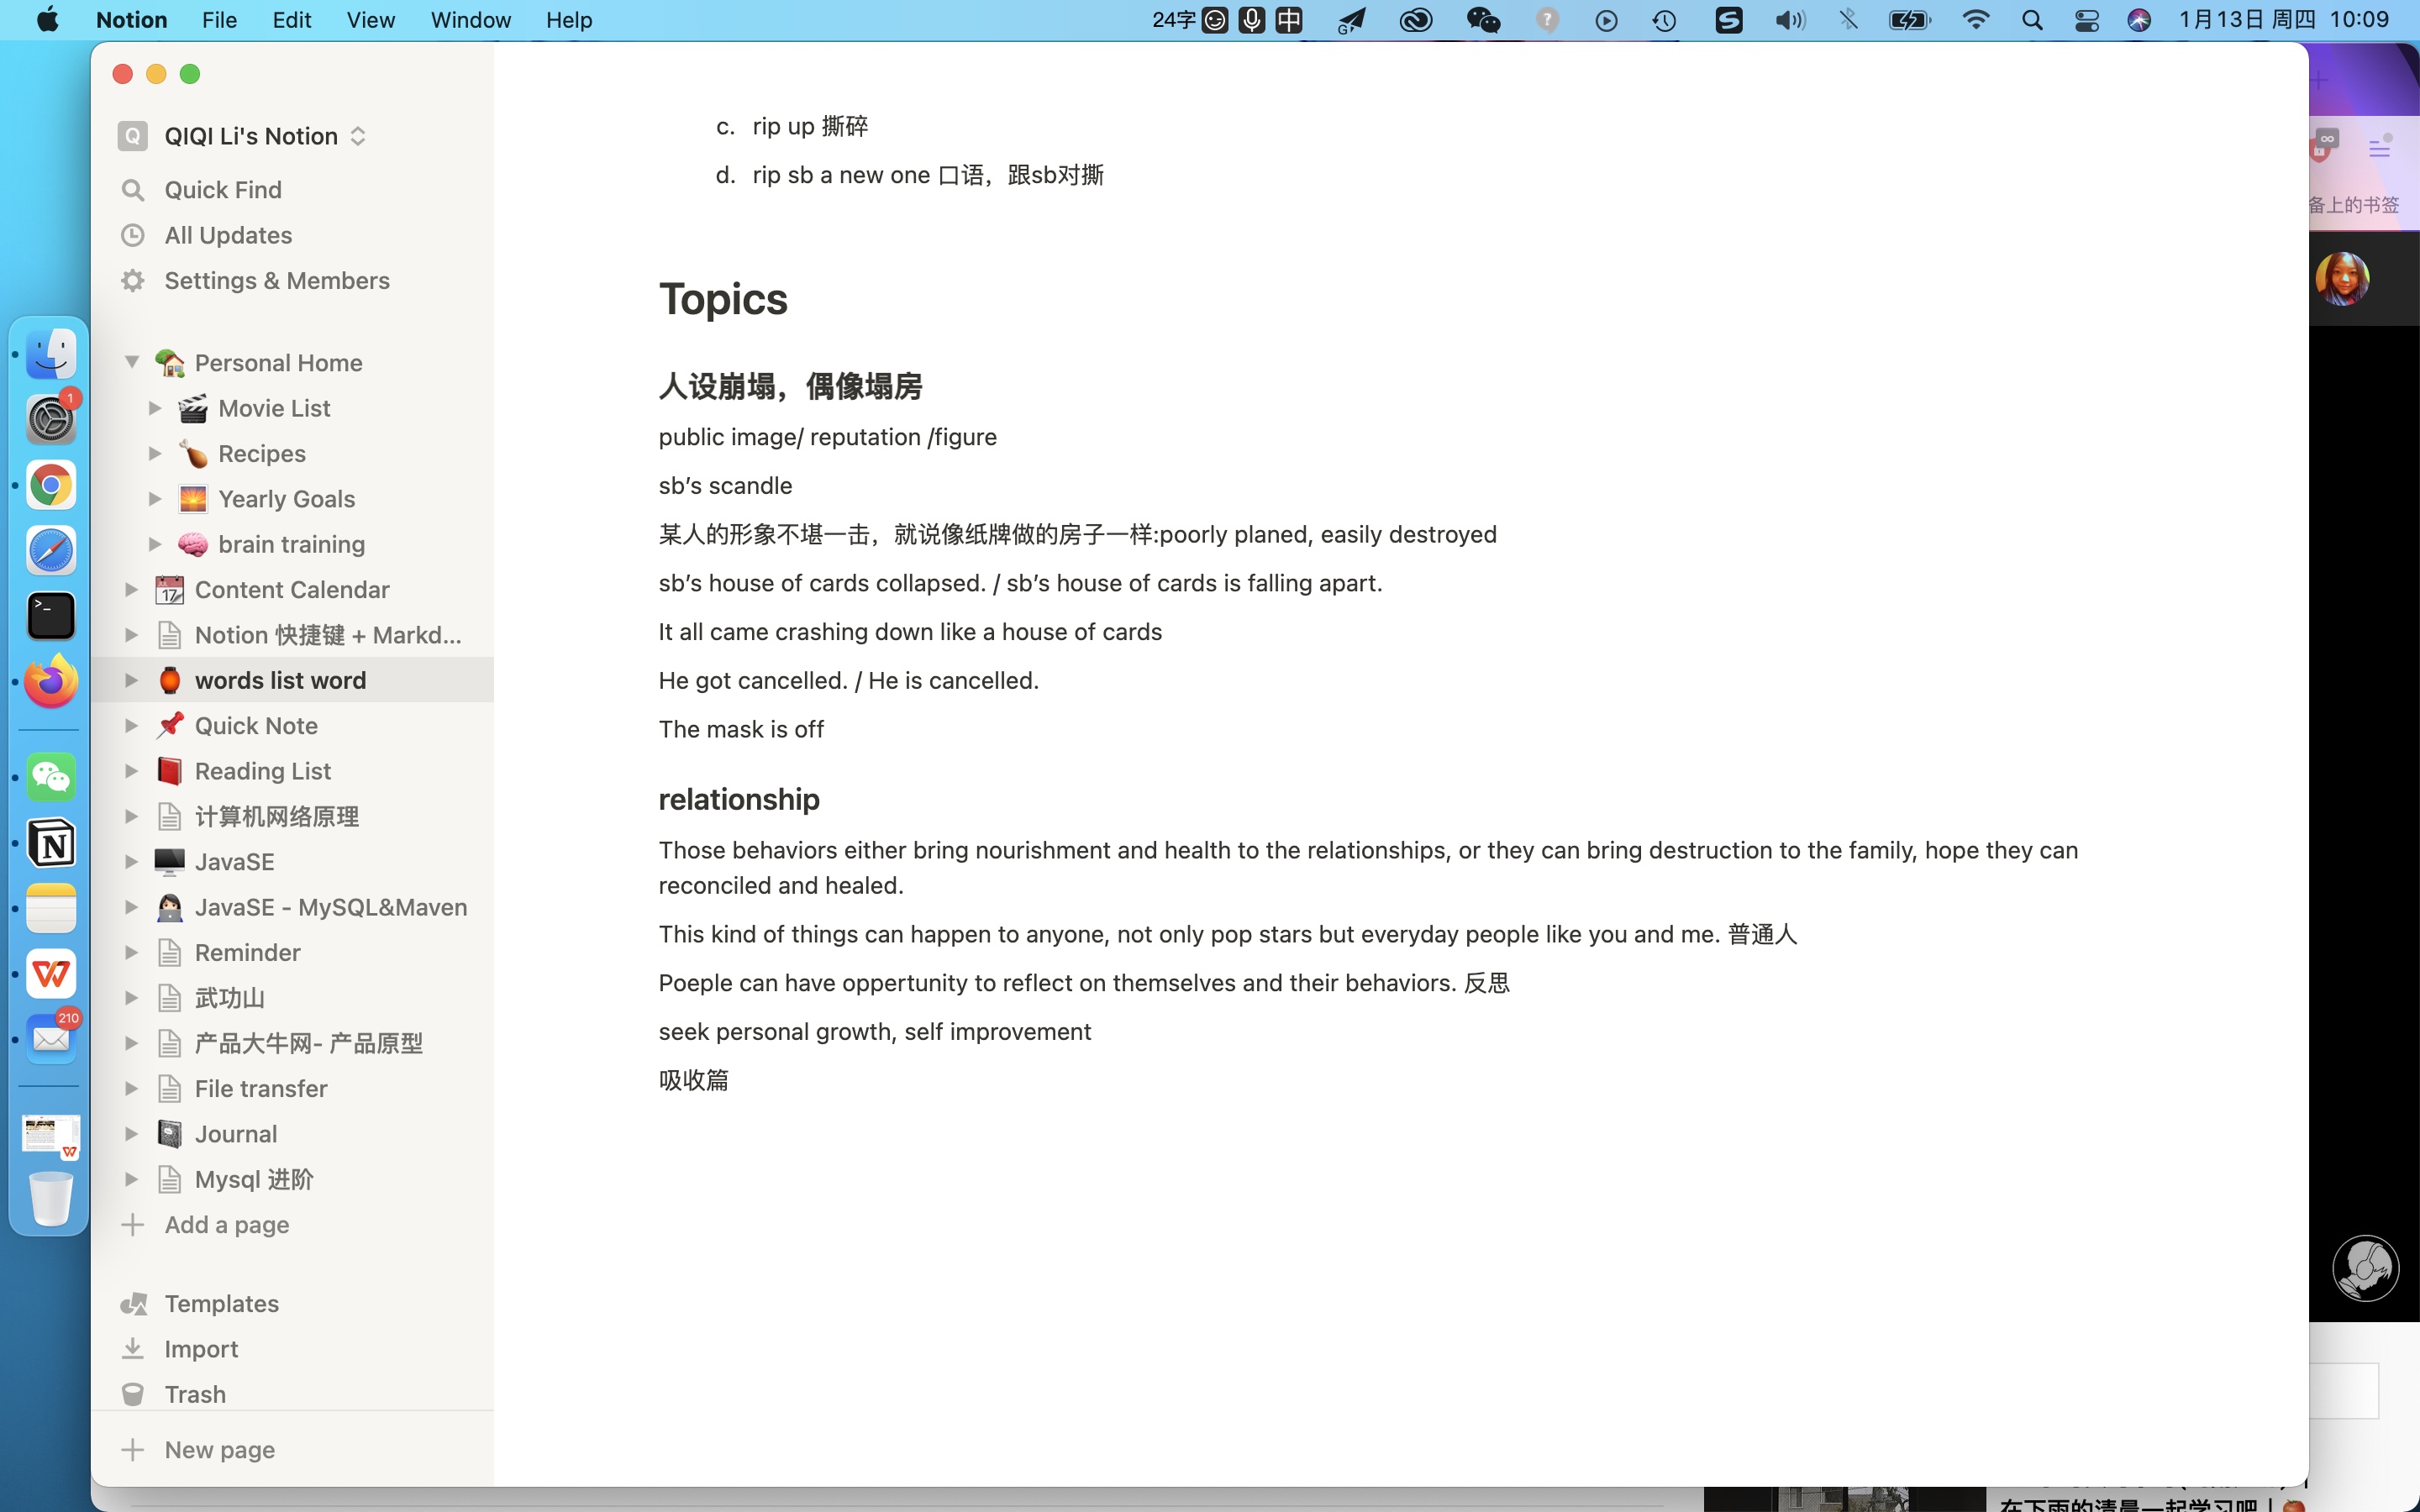 Notion File Edit View Window Help 24字 中 1月13日 周四 10:09
QIQI Li's Notion
Quick Find
All Updates
Settings & Members
Personal Home
Movie List
Recipes
Yearly Goals
brain training
Content Calendar
Notion 快捷键 + Markd...
words list word
Quick Note
Reading List
计算机网络原理
JavaSE
JavaSE - MySQL&Maven
Reminder
武功山
产品大牛网- 产品原型
File transfer
Journal
Mysql 进阶
Add a page
Templates
Import
Trash
New page
c. rip up 撕碎
d. rip sb a new one 口语，跟sb对撕
Topics
人设崩塌，偶像塌房
public image/ reputation /figure
sb’s scandle
某人的形象不堪一击，就说像纸牌做的房子一样:poorly planed, easily destroyed
sb’s house of cards collapsed. / sb’s house of cards is falling apart.
It all came crashing down like a house of cards
He got cancelled. / He is cancelled.
The mask is off
relationship
Those behaviors either bring nourishment and health to the relationships, or they can bring destruction to the family, hope they can
reconciled and healed.
This kind of things can happen to anyone, not only pop stars but everyday people like you and me. 普通人
Poeple can have oppertunity to reflect on themselves and their behaviors. 反思
seek personal growth, self improvement
吸收篇
备上的书签
1
210
17
在下雨的清晨一起学习吧